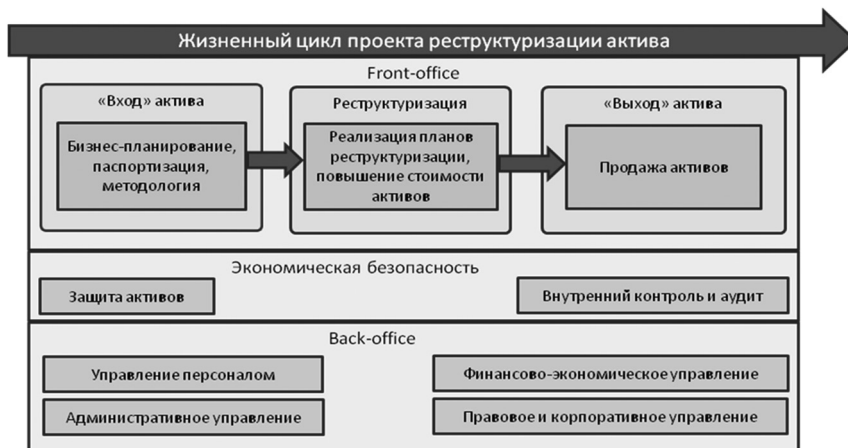 Жизненный цикл проекта реструктуризации актива
Front-office
«Вход» актива
Бизнес-планирование,
паспортизация,
методология
Реструктуризация
Реализация планов
реструктуризации,
повышение стоимости
активов
«Выход» актива
Продажа активов
Экономическая безопасность
Защита активов
Внутренний контроль и аудит
Back-office
Управление персоналом
Финансово-экономическое управление
Административное управление
Правовое и корпоративное управление